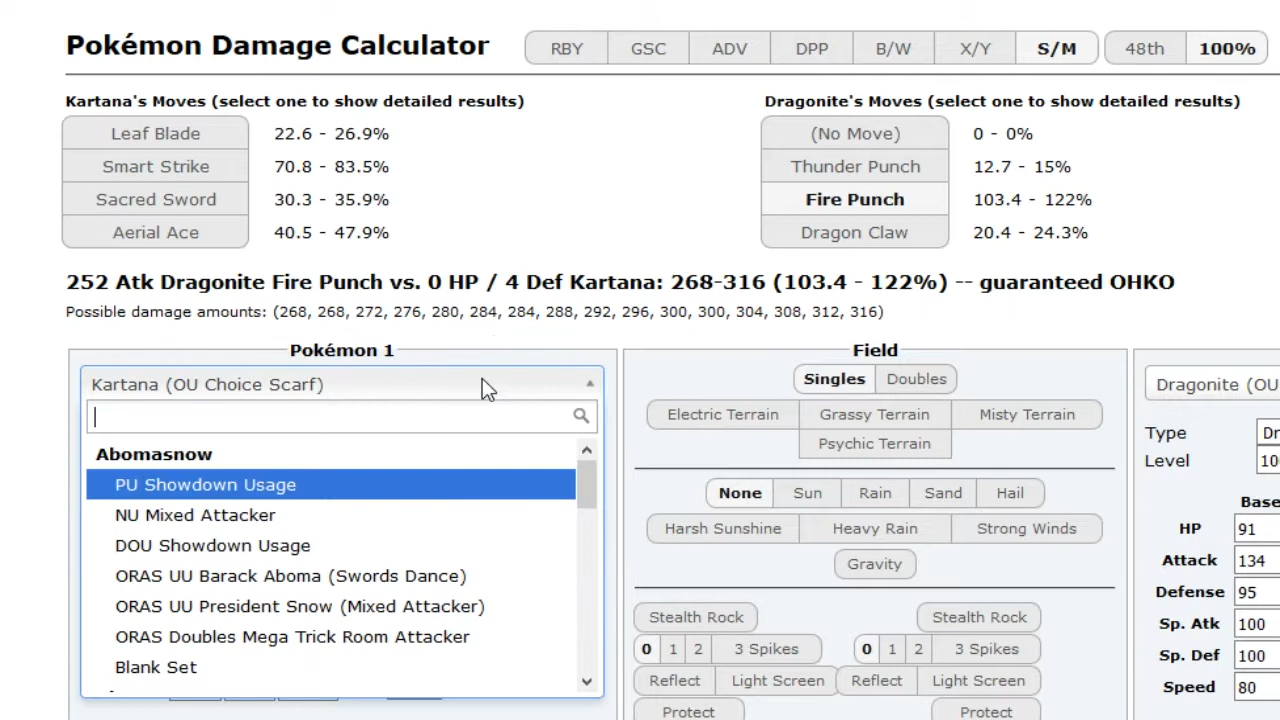 Pokémon Damage Calculator
RBY GSC ADV DPP B/W X/Y S/M 48th 100%
Kartana's Moves (select one to show detailed results)
Leaf Blade 22.6 - 26.9%
Smart Strike 70.8 - 83.5%
Sacred Sword 30.3 - 35.9%
Aerial Ace 40.5 - 47.9%
Dragonite's Moves (select one to show detailed results)
(No Move) 0 - 0%
Thunder Punch 12.7 - 15%
Fire Punch 103.4 - 122%
Dragon Claw 20.4 - 24.3%
252 Atk Dragonite Fire Punch vs. 0 HP / 4 Def Kartana: 268-316 (103.4 - 122%) -- guaranteed OHKO
Possible damage amounts: (268, 268, 272, 276, 280, 284, 284, 288, 292, 296, 300, 300, 304, 308, 312, 316)
Pokémon 1
Kartana (OU Choice Scarf)
Abomasnow
PU Showdown Usage
NU Mixed Attacker
DOU Showdown Usage
ORAS UU Barack Aboma (Swords Dance)
ORAS UU President Snow (Mixed Attacker)
ORAS Doubles Mega Trick Room Attacker
Blank Set
Field
Singles Doubles
Electric Terrain Grassy Terrain Misty Terrain
Psychic Terrain
None Sun Rain Sand Hail
Harsh Sunshine Heavy Rain Strong Winds
Gravity
Stealth Rock Stealth Rock
0 1 2 3 Spikes 0 1 2 3 Spikes
Reflect Light Screen Reflect Light Screen
Protect Protect
Dragonite (OU
Type Dr
Level 10
Base
HP 91
Attack 134
Defense 95
Sp. Atk 100
Sp. Def 100
Speed 80